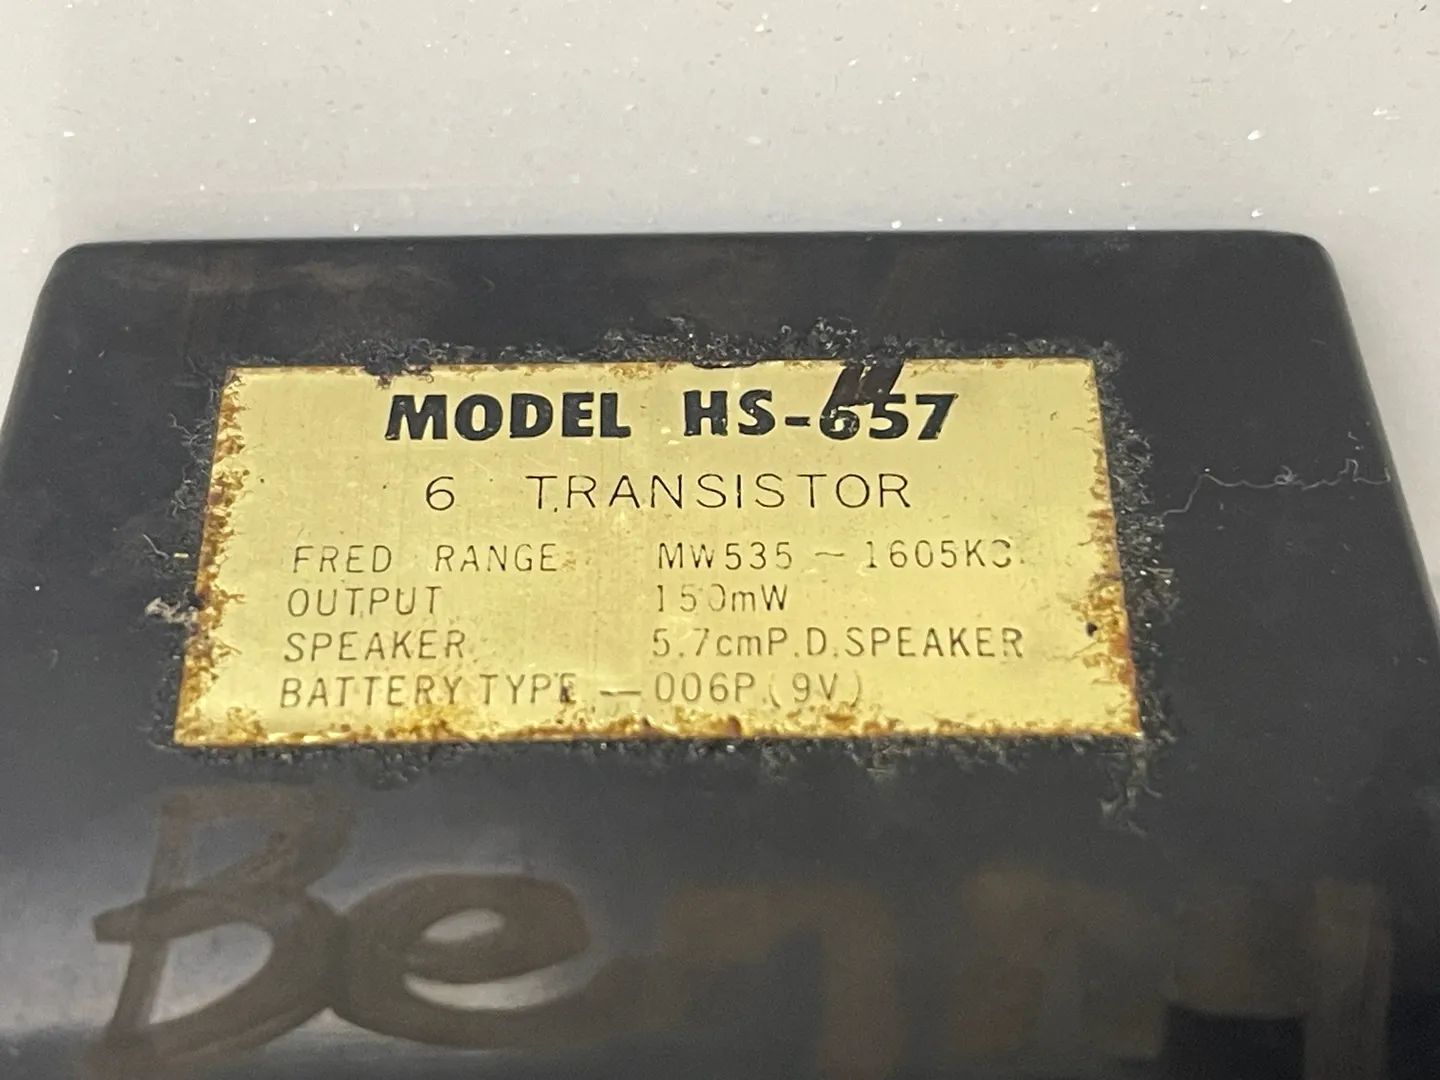 MODEL HS-657
6 TRANSISTOR
FRED RANGE MW535 ~ 1605KC
OUTPUT 150mW
SPEAKER 5.7cmP.D.SPEAKER
BATTERY TYPE — 006P (9V)